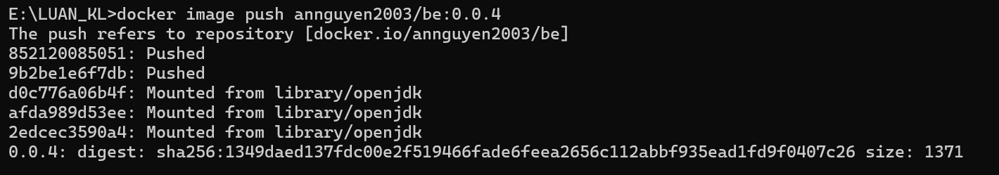 E:\LUAN_KL>docker image push annguyen2003/be:0.0.4
The push refers to repository [docker.io/annguyen2003/be]
852120085051: Pushed
9b2be1e6f7db: Pushed
d0c776a06b4f: Mounted from library/openjdk
afda989d53ee: Mounted from library/openjdk
2edcec3590a4: Mounted from library/openjdk
0.0.4: digest: sha256:1349daed137fdc00e2f519466fade6feea2656c112abbf935ead1fd9f0407c26 size: 1371